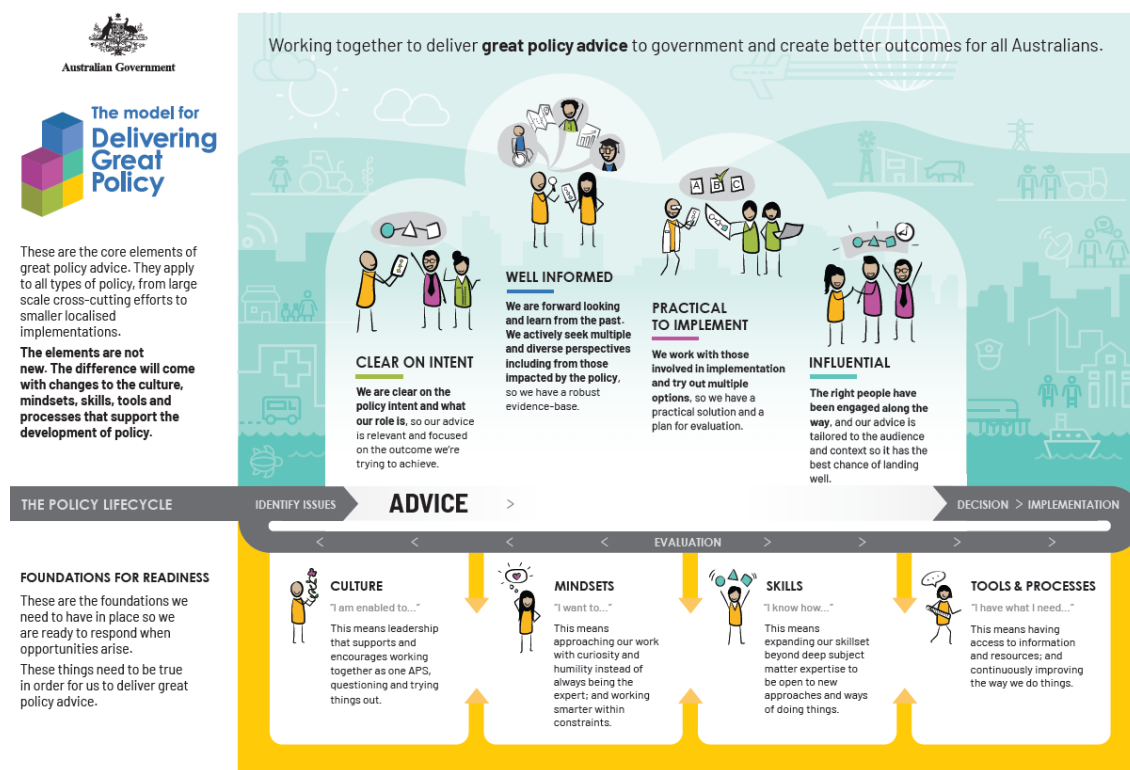 Australian Government
The model for
Delivering
Great
Policy
Working together to deliver great policy advice to government and create better outcomes for all Australians.
These are the core elements of
great policy advice. They apply
to all types of policy, from large
scale cross-cutting efforts to
smaller localised
implementations.
The elements are not
new. The difference will come
with changes to the culture,
mindsets, skills, tools and
processes that support the
development of policy.
CLEAR ON INTENT
We are clear on the
policy intent and what
our role is, so our advice
is relevant and focused
on the outcome we're
trying to achieve.
WELL INFORMED
We are forward looking
and learn from the past.
We actively seek multiple
and diverse perspectives
including from those
impacted by the policy,
so we have a robust
evidence-base.
A B C
PRACTICAL
TO IMPLEMENT
We work with those
involved in implementation
and try out multiple
options, so we have a
practical solution and a
plan for evaluation.
INFLUENTIAL
The right people have
been engaged along the
way, and our advice is
tailored to the audience
and context so it has the
best chance of landing
well.
THE POLICY LIFECYCLE
IDENTIFY ISSUES
ADVICE >
DECISION > IMPLEMENTATION
< < < < EVALUATION > > > >
FOUNDATIONS FOR READINESS
These are the foundations we
need to have in place so we
are ready to respond when
opportunities arise.
These things need to be true
in order for us to deliver great
policy advice.
CULTURE
"I am enabled to..."
This means leadership
that supports and
encourages working
together as one APS,
questioning and trying
things out.
MINDSETS
"I want to..."
This means
approaching our work
with curiosity and
humility instead of
always being the
expert; and working
smarter within
constraints.
SKILLS
"I know how..."
This means
expanding our skillset
beyond deep subject
matter expertise to
be open to new
approaches and ways
of doing things.
TOOLS & PROCESSES
"I have what I need..."
This means having
access to information
and resources; and
continuously improving
the way we do things.